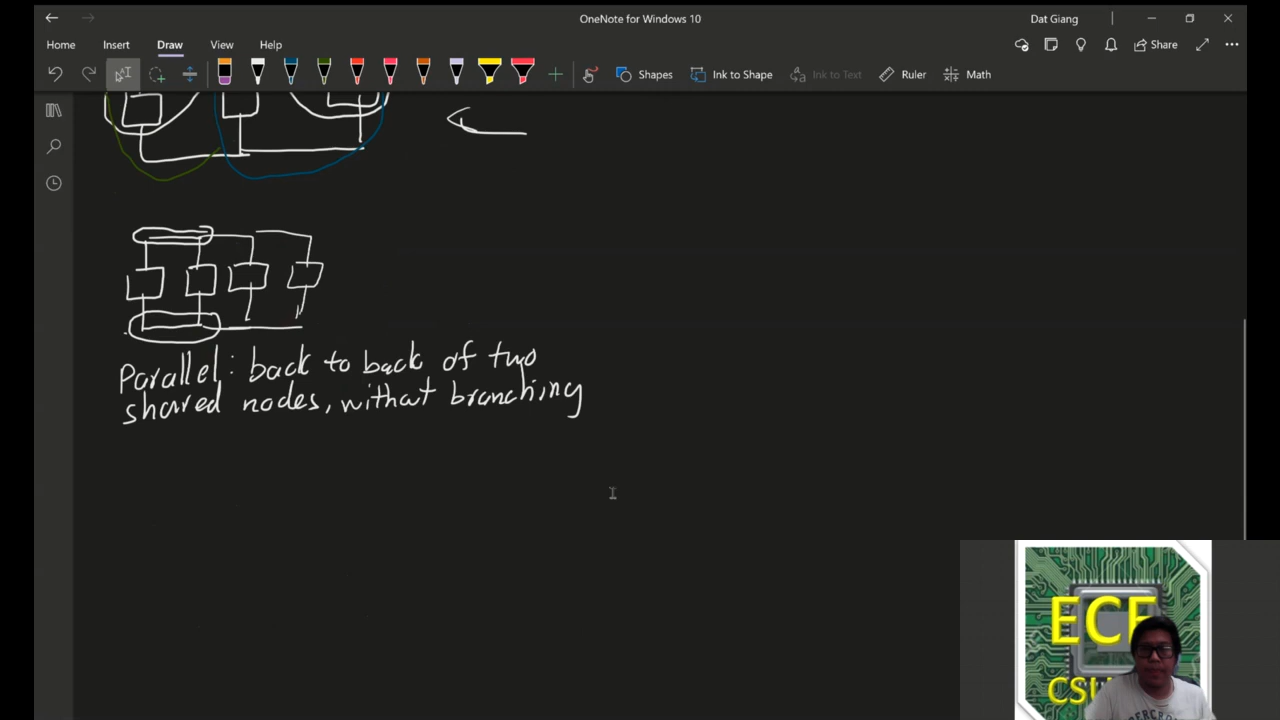 OneNote for Windows 10
Dat Giang
Home Insert Draw View Help
Share
Shapes Ink to Shape Ink to Text Ruler Math
Parallel: back to back of two
shared nodes, without branching
ECE